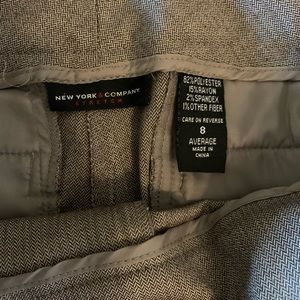 NEW YORK & COMPANY
STRETCH
82% POLYESTER
15% RAYON
2% SPANDEX
1% OTHER FIBER
CARE ON REVERSE
8
AVERAGE
MADE IN
CHINA